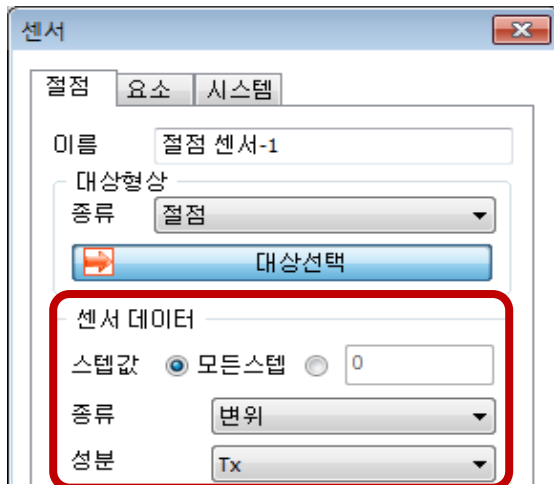 센서
절점 요소 시스템
이름 절점 센서-1
대상형상
종류 절점
대상선택
센서 데이터
스텝값 모든스텝 0
종류 변위
성분 Tx